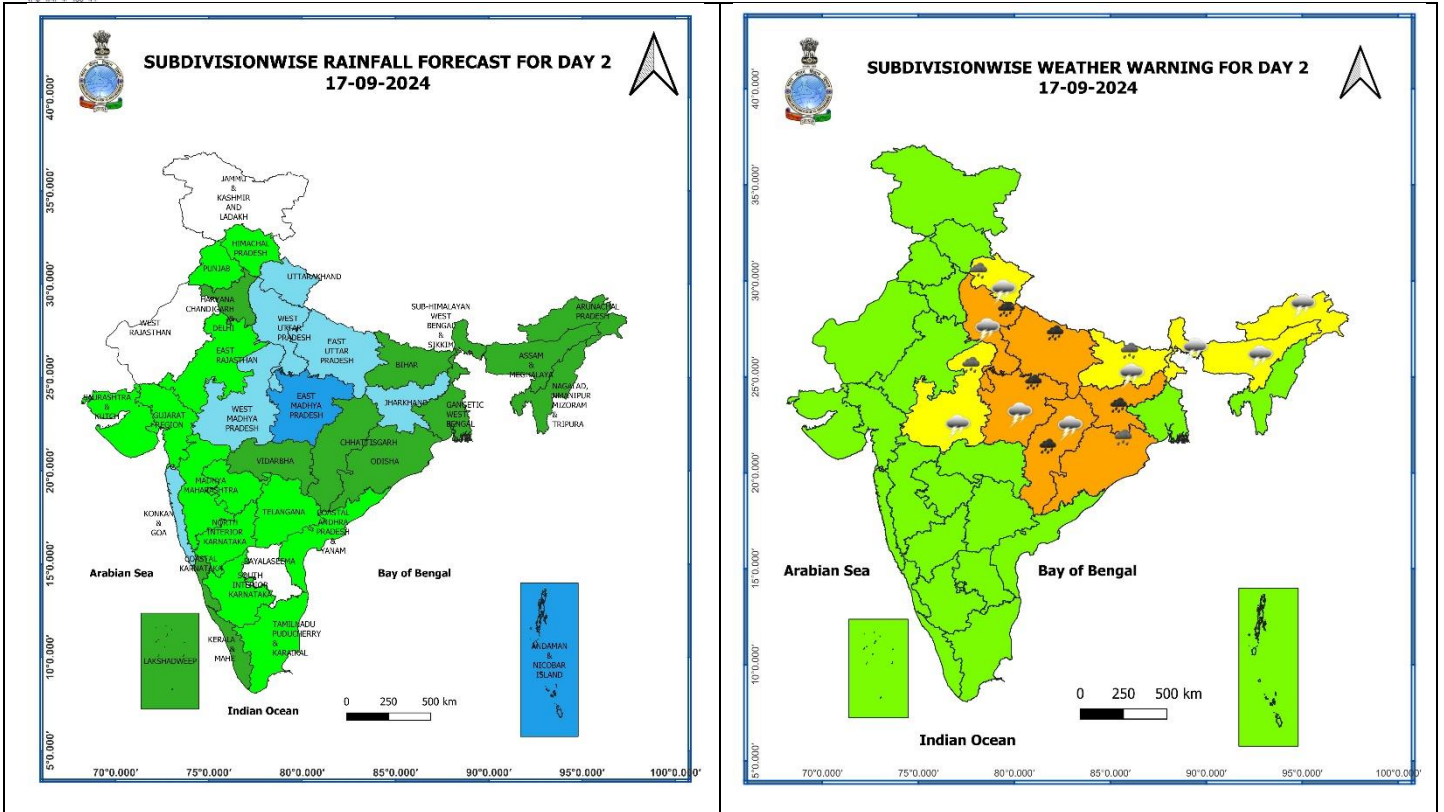 SUBDIVISIONWISE RAINFALL FORECAST FOR DAY 2
17-09-2024
40°0.000'
35°0.000'
30°0.000'
25°0.000'
20°0.000'
15°0.000'
10°0.000'
5°0.000'
JAMMU
&
KASHMIR
AND
LADAKH
HIMACHAL
PRADESH
PUNJAB
UTTARAKHAND
HARYANA
CHANDIGARH
&
DELHI
WEST
RAJASTHAN
WEST
UTTAR
PRADESH
EAST
UTTAR
PRADESH
EAST
RAJASTHAN
SUB-HIMALAYAN
WEST
BENGAL
&
SIKKIM
ARUNACHAL
PRADESH
BIHAR
ASSAM
&
MEGHALAYA
NAGALAD,
MANIPUR
MIZORAM
&
TRIPURA
SAURASHTRA
&
KUTCH
GUJARAT
REGION
WEST
MADHYA
PRADESH
EAST
MADHYA
PRADESH
JHARKHAND
GANGETIC
WEST
BENGAL
CHHATTISGARH
VIDARBHA
ODISHA
MADHYA
MAHARASHTRA
KONKAN
&
GOA
TELANGANA
NORTH
INTERIOR
KARNATAKA
COASTAL
ANDHRA
PRADESH
&
YANAM
COASTAL
KARNATAKA
RAYALASEEMA
SOUTH
INTERIOR
KARNATAKA
Arabian Sea
Bay of Bengal
TAMILNADU
PUDUCHERRY
&
KARAIKAL
KERALA
&
MAHE
LAKSHADWEEP
ANDAMAN
&
NICOBAR
ISLAND
0 250 500 km
Indian Ocean
70°0.000' 75°0.000' 80°0.000' 85°0.000' 90°0.000' 95°0.000' 100°0.000'
SUBDIVISIONWISE WEATHER WARNING FOR DAY 2
17-09-2024
40°0.000'
35°0.000'
30°0.000'
25°0.000'
20°0.000'
15°0.000'
10°0.000'
5°0.000'
Arabian Sea
Bay of Bengal
0 250 500 km
Indian Ocean
70°0.000' 75°0.000' 80°0.000' 85°0.000' 90°0.000' 95°0.000' 100°0.000'